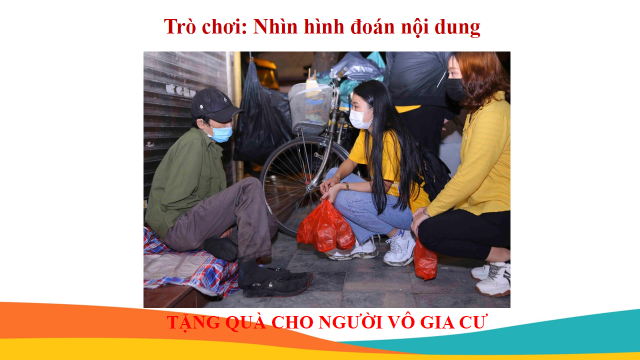 Trò chơi: Nhìn hình đoán nội dung
TẶNG QUÀ CHO NGƯỜI VÔ GIA CƯ